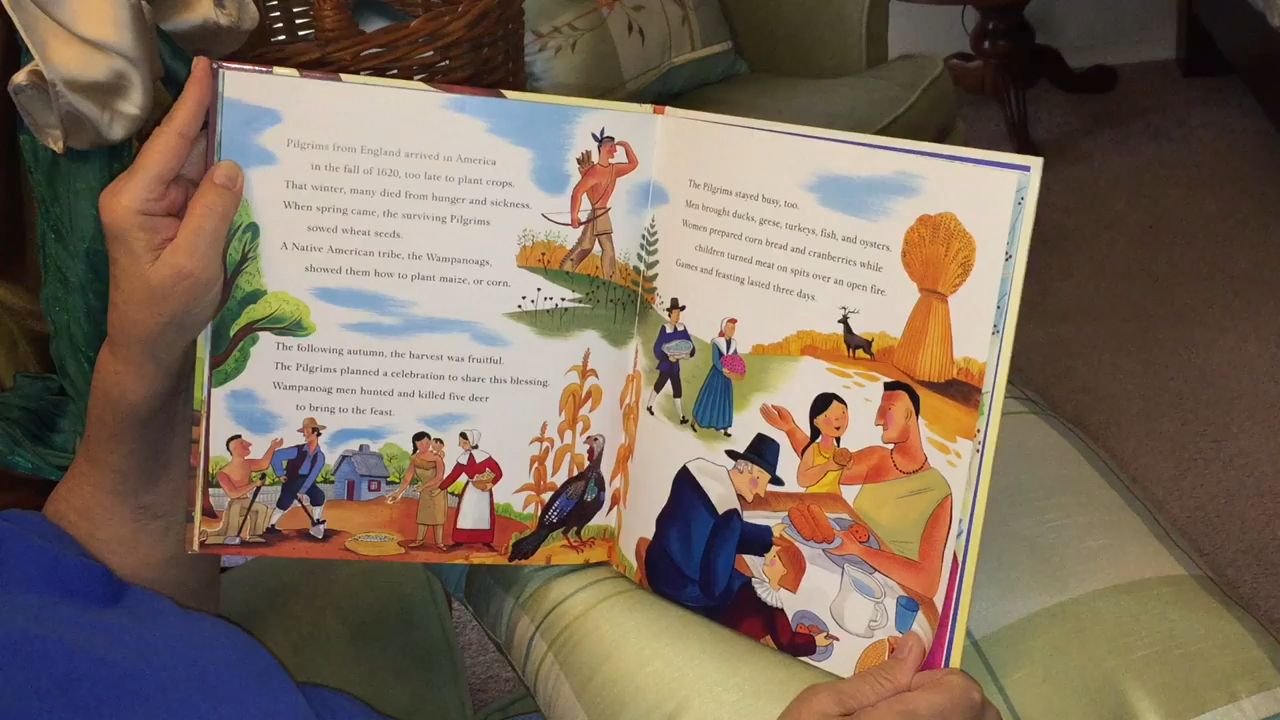 Pilgrims from England arrived in America
in the fall of 1620, too late to plant crops.
That winter, many died from hunger and sickness.
When spring came, the surviving Pilgrims
sowed wheat seeds.
A Native American tribe, the Wampanoags,
showed them how to plant maize, or corn.
The following autumn, the harvest was fruitful.
The Pilgrims planned a celebration to share this blessing.
Wampanoag men hunted and killed five deer
to bring to the feast.
The Pilgrims stayed busy, too.
Men brought ducks, geese, turkeys, fish, and oysters.
Women prepared corn bread and cranberries while
children turned meat on spits over an open fire.
Games and feasting lasted three days.